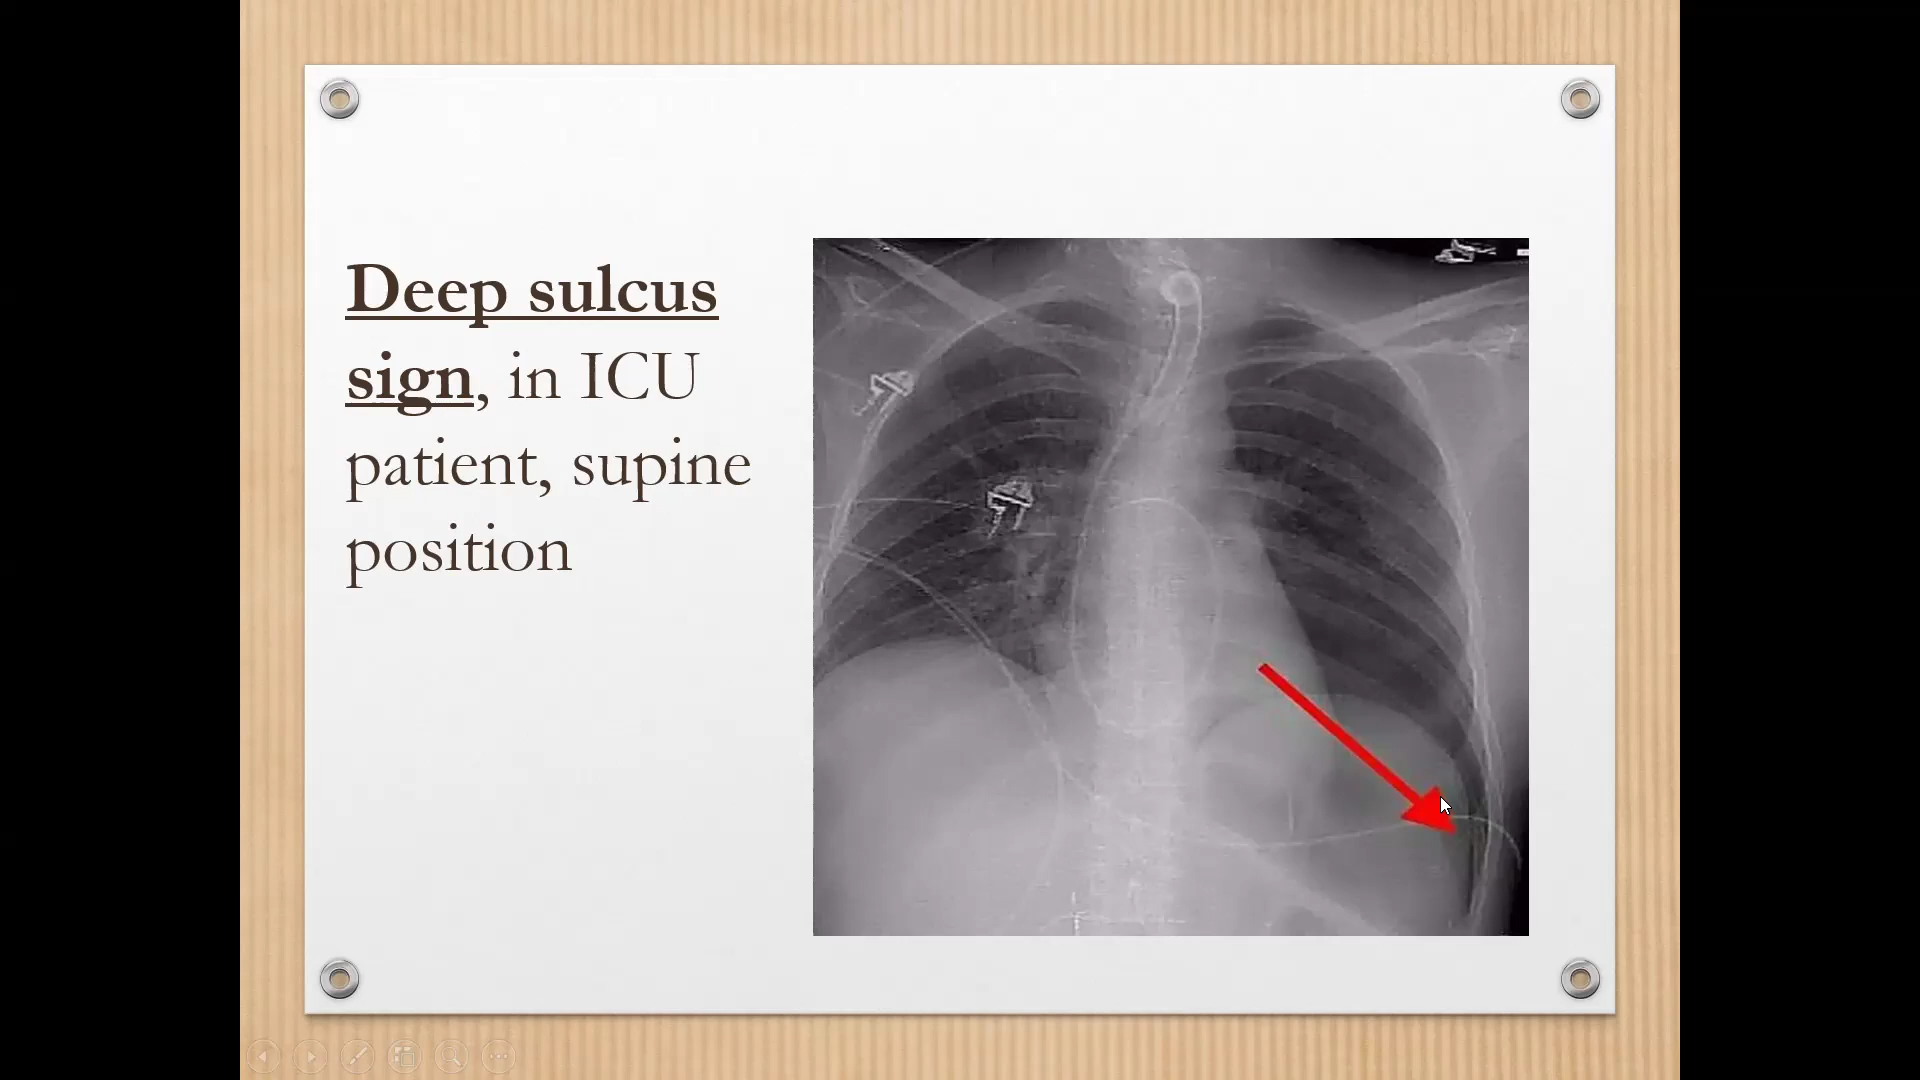 Deep sulcus
sign, in ICU
patient, supine
position